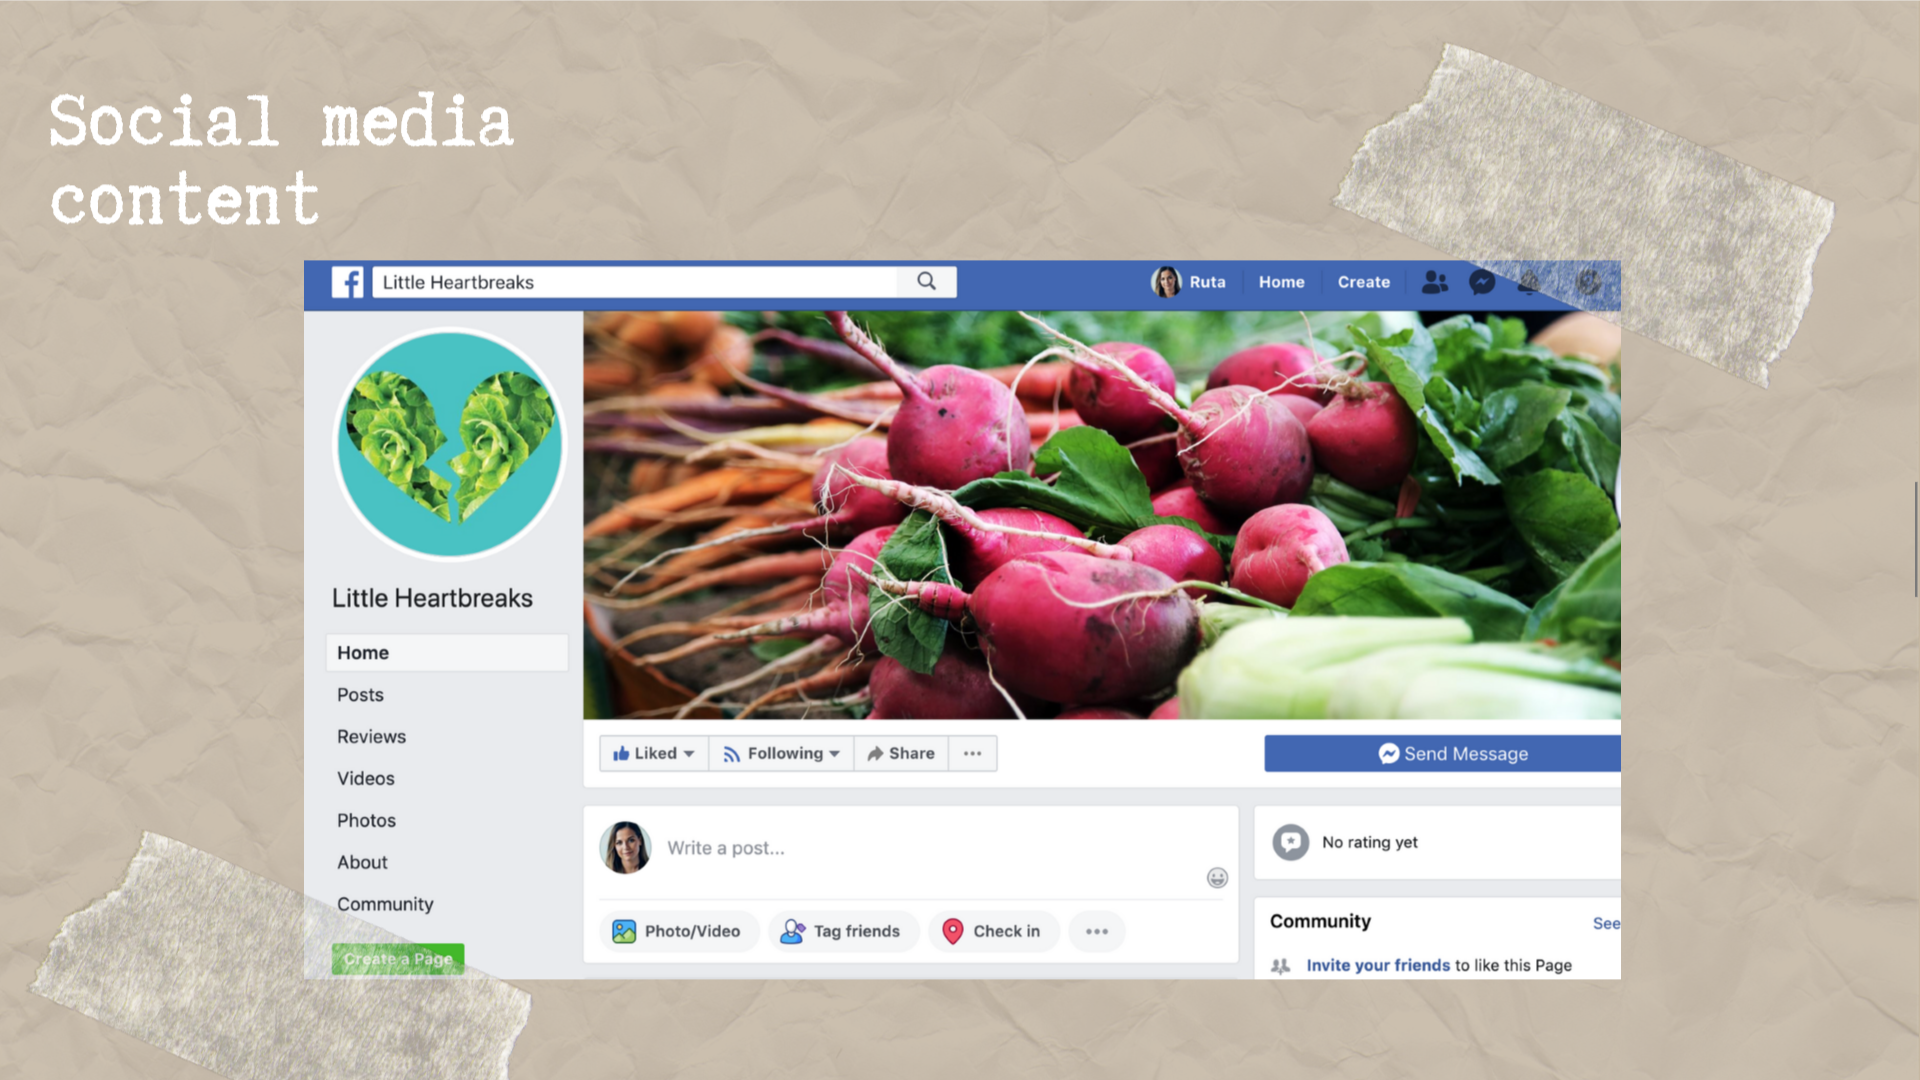 Social media
content
Little Heartbreaks
Ruta
Home
Create
Little Heartbreaks
Home
Posts
Reviews
Videos
Photos
About
Community
Create a Page
Liked
Following
Share
Send Message
Write a post...
Photo/Video
Tag friends
Check in
No rating yet
Community
See
Invite your friends to like this Page